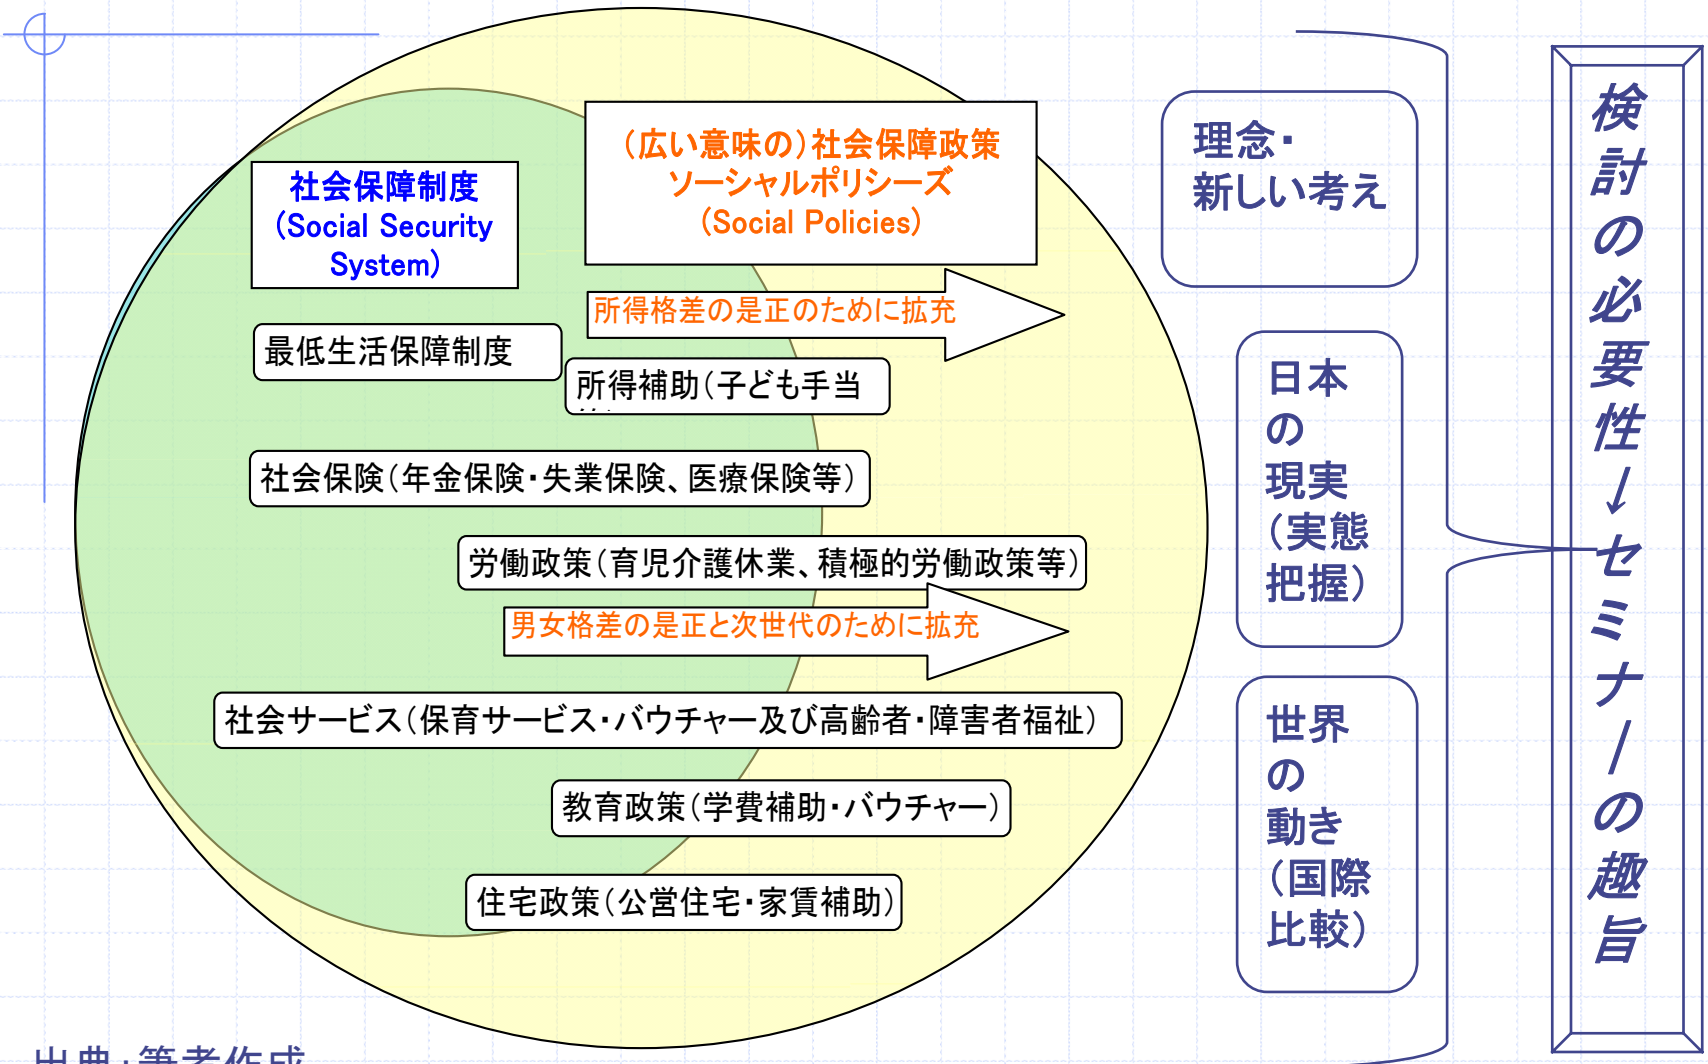 社会保障制度
(Social Security
System)
(広い意味の)社会保障政策
ソーシャルポリシーズ
(Social Policies)
所得格差の是正のために拡充
最低生活保障制度
所得補助(子ども手当
社会保険(年金保険・失業保険、医療保険等)
労働政策(育児介護休業、積極的労働政策等)
男女格差の是正と次世代のために拡充
社会サービス(保育サービス・バウチャー及び高齢者・障害者福祉)
教育政策(学費補助・バウチャー)
住宅政策(公営住宅・家賃補助)
理念・
新しい考え
日本
の
現実
(実態
把握)
世界
の
動き
(国際
比較)
検討の必要性→セミナーの趣旨
出典:筆者作成